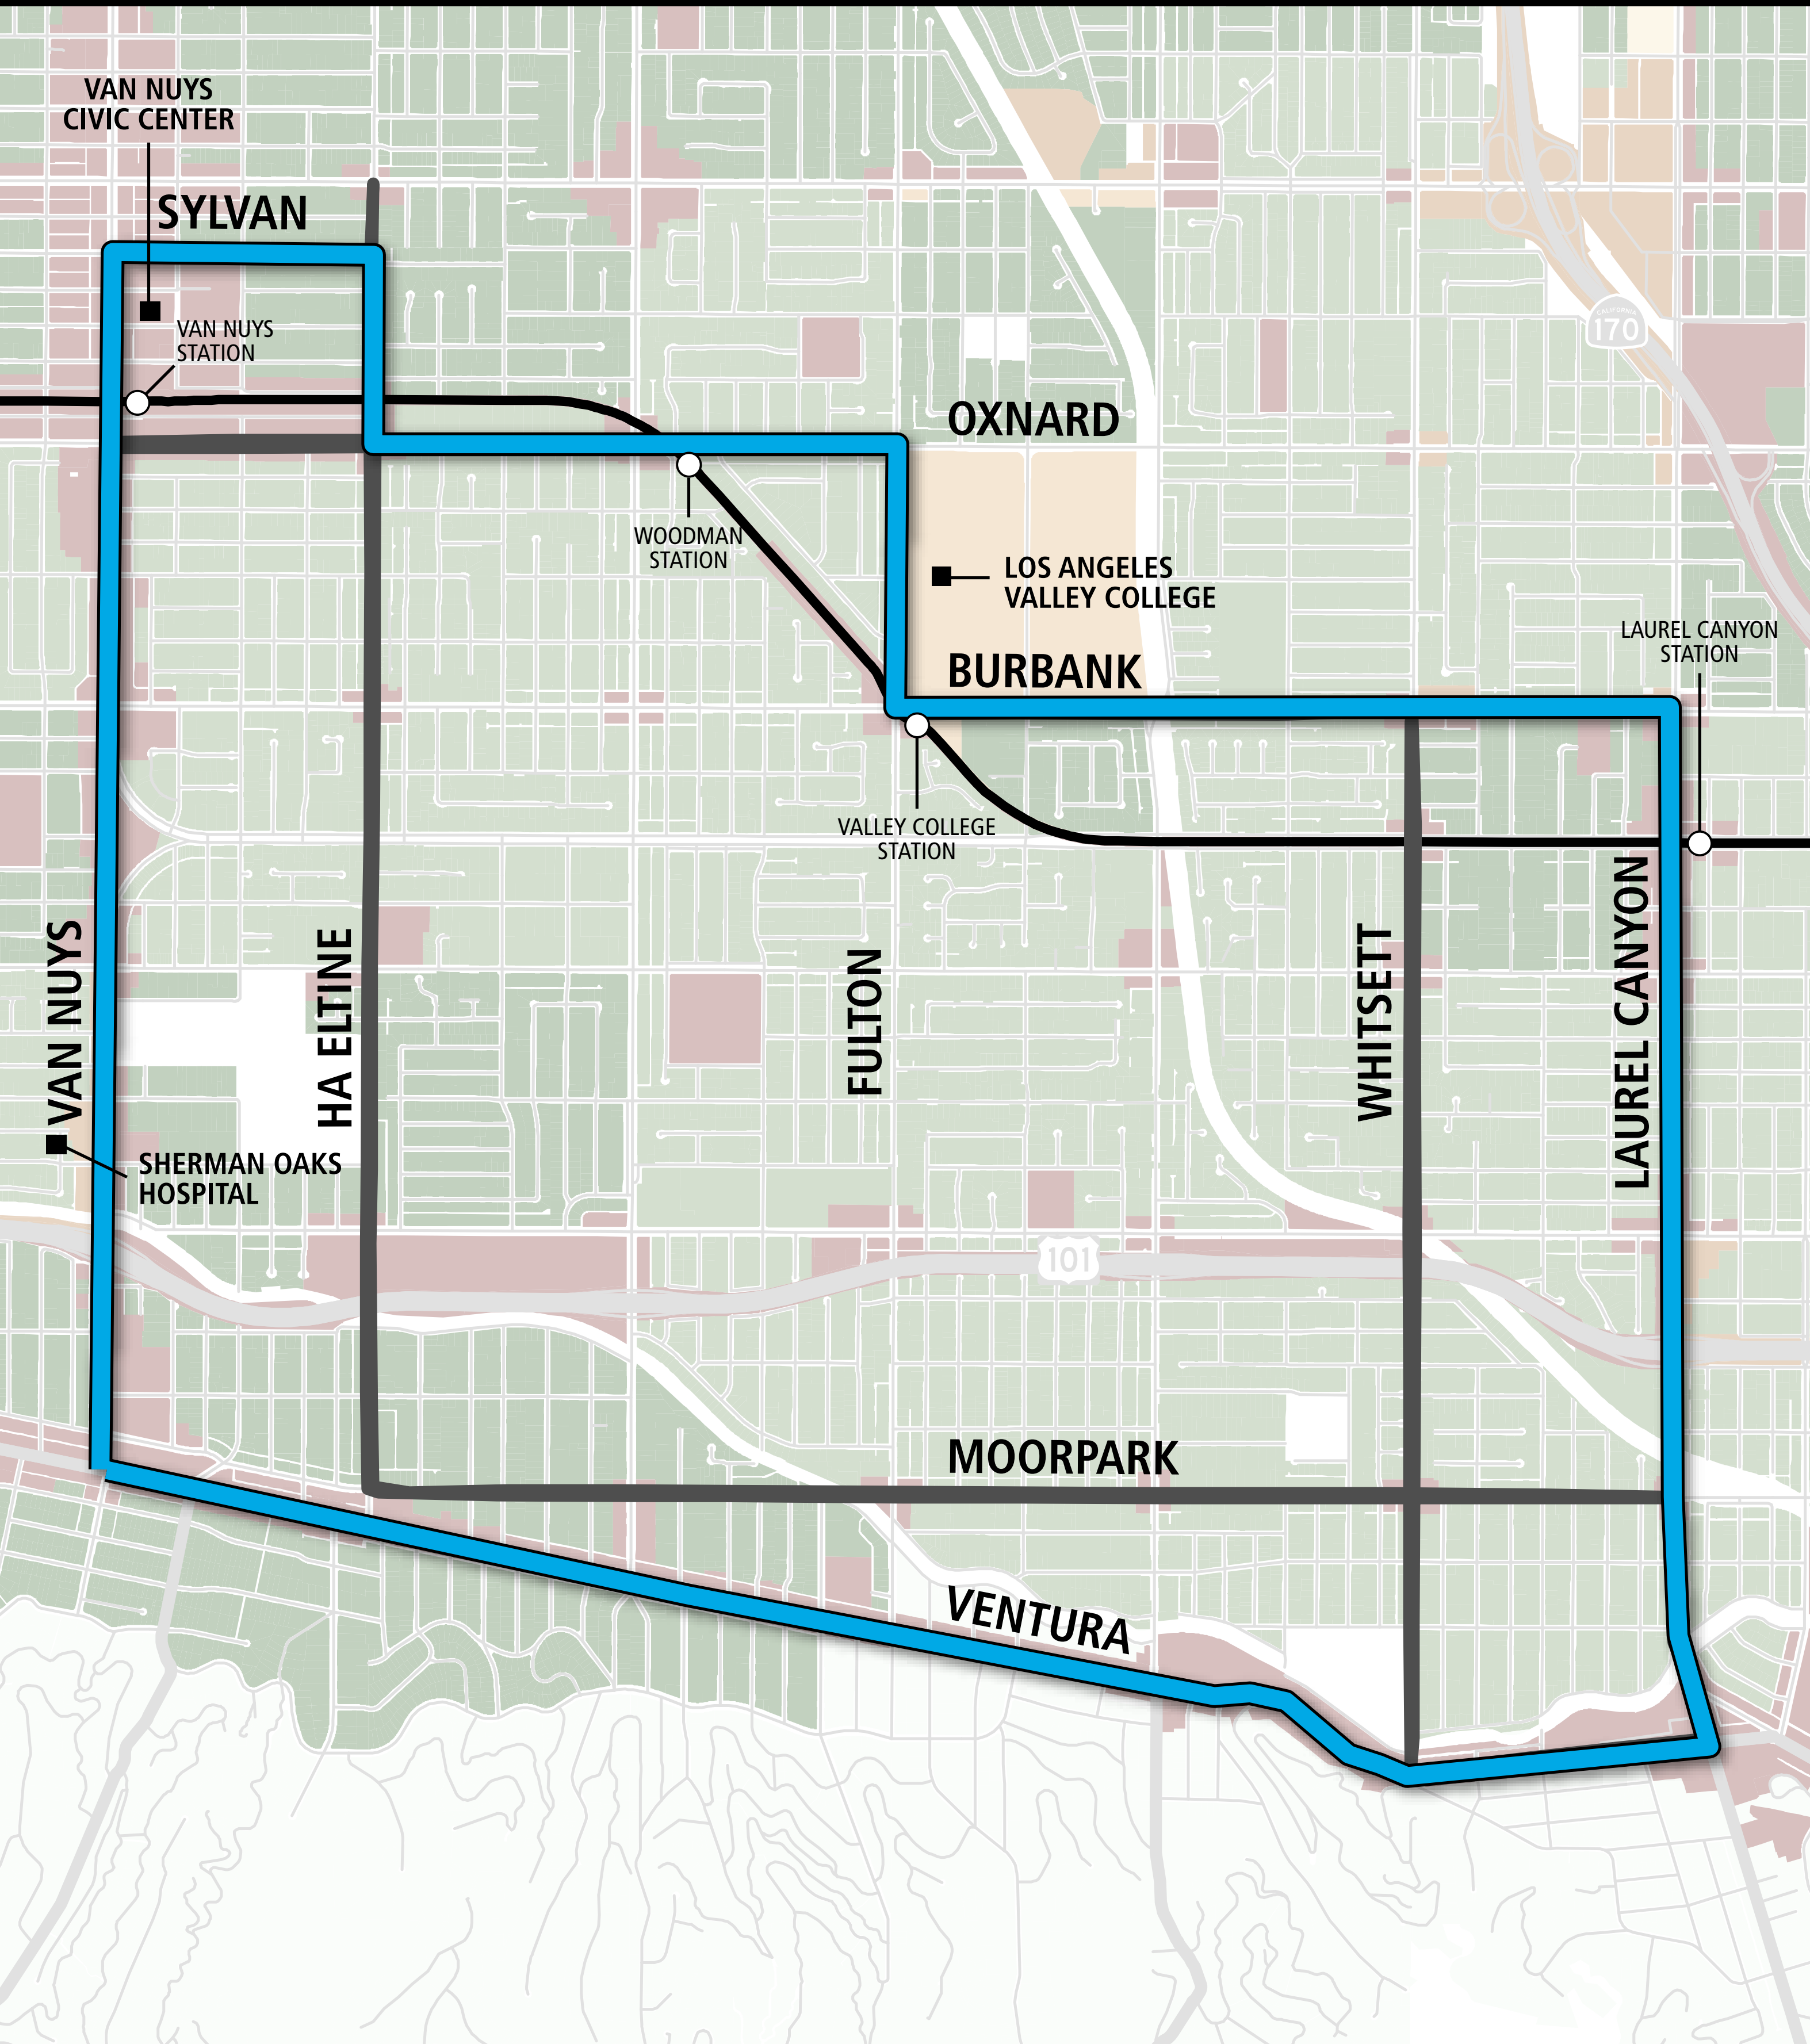 VAN NUYS
CIVIC CENTER
SYLVAN
CALIFORNIA
170
VAN NUYS
STATION
OXNARD
WOODMAN
STATION
LOS ANGELES
VALLEY COLLEGE
LAUREL CANYON
STATION
BURBANK
VALLEY COLLEGE
STATION
VAN NUYS
HA ELTINE
FULTON
WHITSETT
LAUREL CANYON
SHERMAN OAKS
HOSPITAL
101
MOORPARK
VENTURA